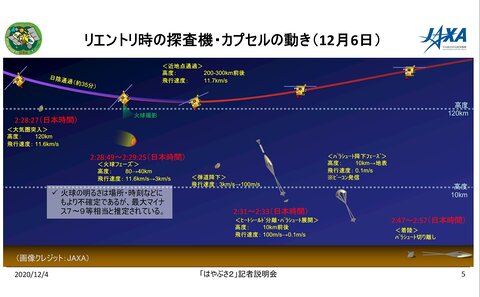 リエントリ時の探査機・カプセルの動き（12月6日）
JAXA
日陰通過（約35分）
＜近地点通過＞
高度： 200-300km前後
飛行速度： 11.7km/s
火球撮影
高度
120km
2:28:27（日本時間）
＜大気圏突入＞
高度： 120km
飛行速度： 11.6km/s
2:28:49～2:29:25（日本時間）
＜火球フェーズ＞
高度： 80→40km
飛行速度： 11.6km/s→3km/s
✓ 火球の明るさは場所・時刻などに
もより不確定であるが、最大マイナ
ス7～9等相当と推定されている。
＜弾道降下＞
飛行速度： 3km/s→100m/s
＜パラシュート降下フェーズ＞
高度： 10km→地表
飛行速度： 0.1m/s
※ビーコン発信
高度
10km
2:31～2:33（日本時間）
＜ヒートシールド分離・パラシュート展開＞
高度： 10km前後
飛行速度： 100m/s→0.1m/s
2:47～2:57（日本時間）
＜着陸＞
パラシュート切り離し
（画像クレジット：JAXA）
2020/12/4
「はやぶさ2」記者説明会
5